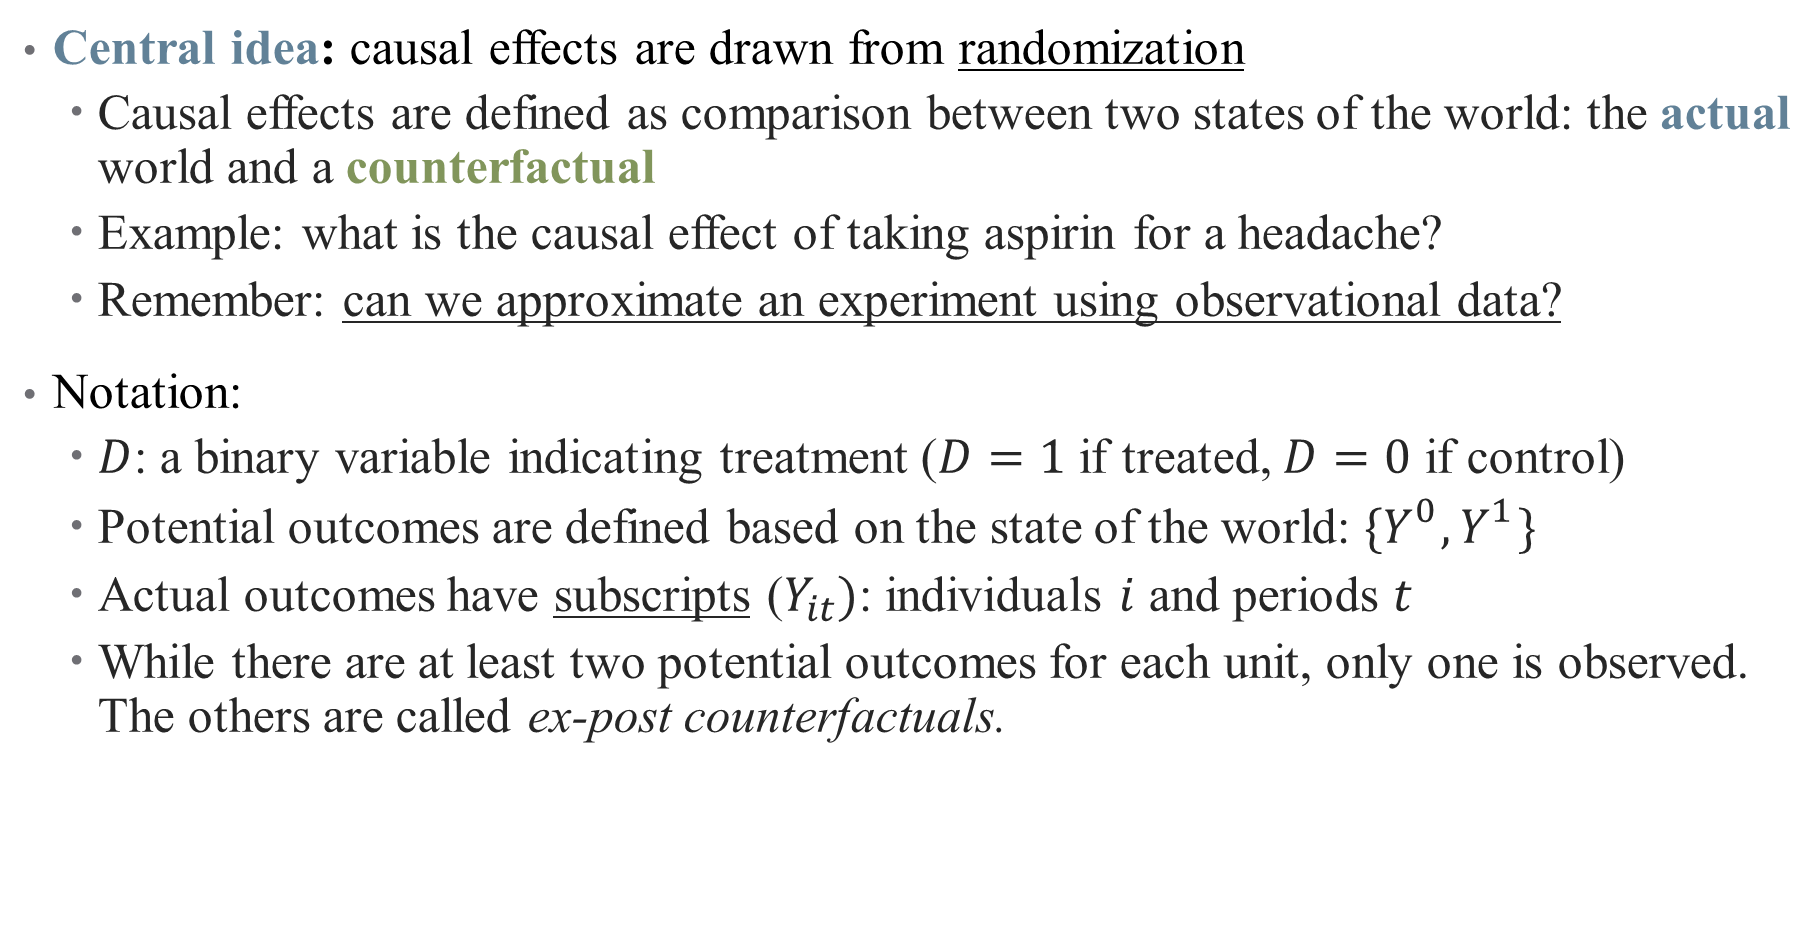 • Central idea: causal effects are drawn from randomization
• Causal effects are defined as comparison between two states of the world: the actual
world and a counterfactual
• Example: what is the causal effect of taking aspirin for a headache?
• Remember: can we approximate an experiment using observational data?
• Notation:
• D: a binary variable indicating treatment (D = 1 if treated, D = 0 if control)
• Potential outcomes are defined based on the state of the world: {Y⁰, Y¹}
• Actual outcomes have subscripts (Y_{it}): individuals i and periods t
• While there are at least two potential outcomes for each unit, only one is observed.
The others are called ex-post counterfactuals.